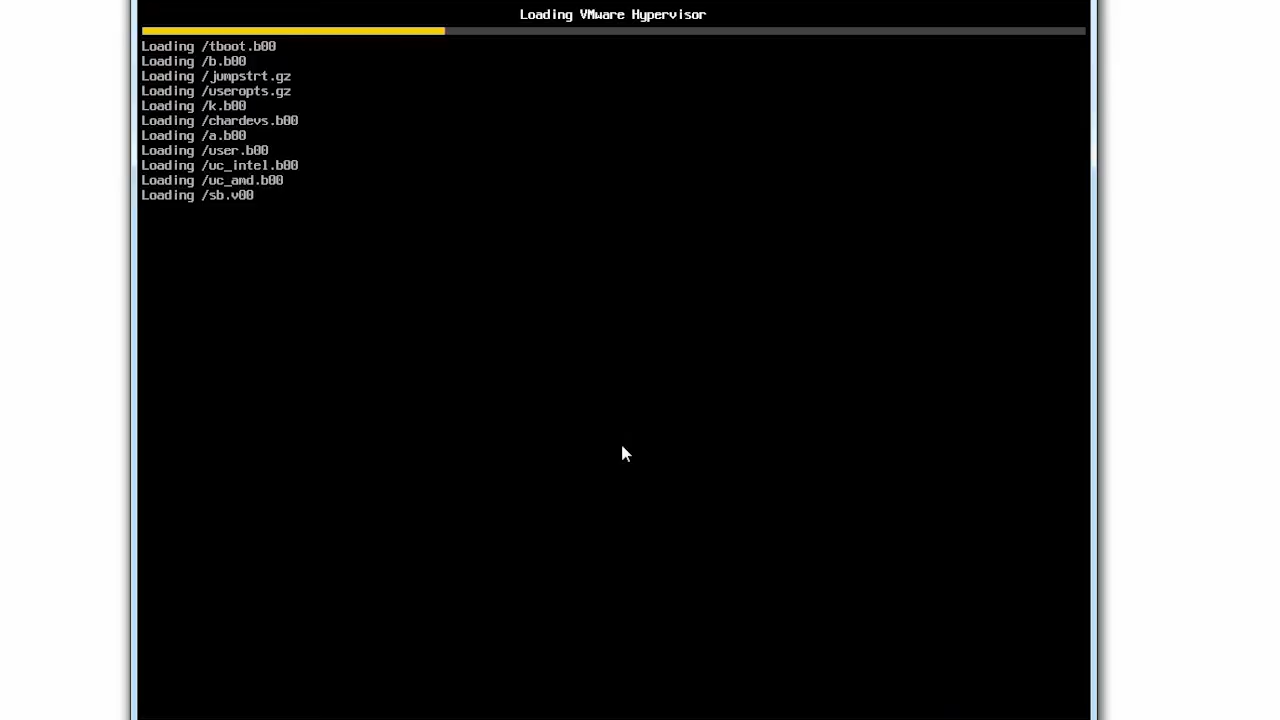 Loading VMware Hypervisor
Loading /tboot.b00
Loading /b.b00
Loading /jumpstrt.gz
Loading /useropts.gz
Loading /k.b00
Loading /chardevs.b00
Loading /a.b00
Loading /user.b00
Loading /uc_intel.b00
Loading /uc_amd.b00
Loading /sb.v00